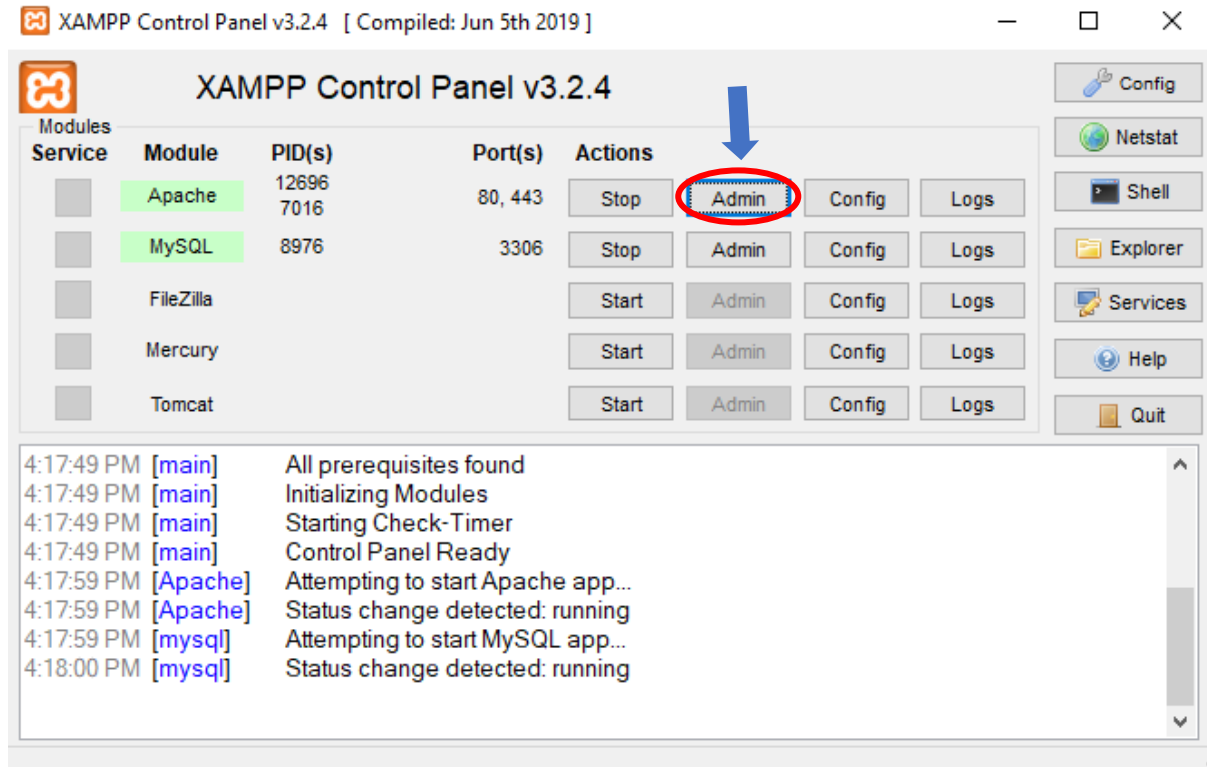 XAMPP Control Panel v3.2.4 [ Compiled: Jun 5th 2019 ]
XAMPP Control Panel v3.2.4
Config
Modules
Service Module PID(s) Port(s) Actions
Netstat
Apache 12696 7016 80, 443 Stop Admin Config Logs
Shell
MySQL 8976 3306 Stop Admin Config Logs
Explorer
FileZilla Start Admin Config Logs
Services
Mercury Start Admin Config Logs
Help
Tomcat Start Admin Config Logs
Quit
4:17:49 PM [main] All prerequisites found
4:17:49 PM [main] Initializing Modules
4:17:49 PM [main] Starting Check-Timer
4:17:49 PM [main] Control Panel Ready
4:17:59 PM [Apache] Attempting to start Apache app...
4:17:59 PM [Apache] Status change detected: running
4:17:59 PM [mysql] Attempting to start MySQL app...
4:18:00 PM [mysql] Status change detected: running